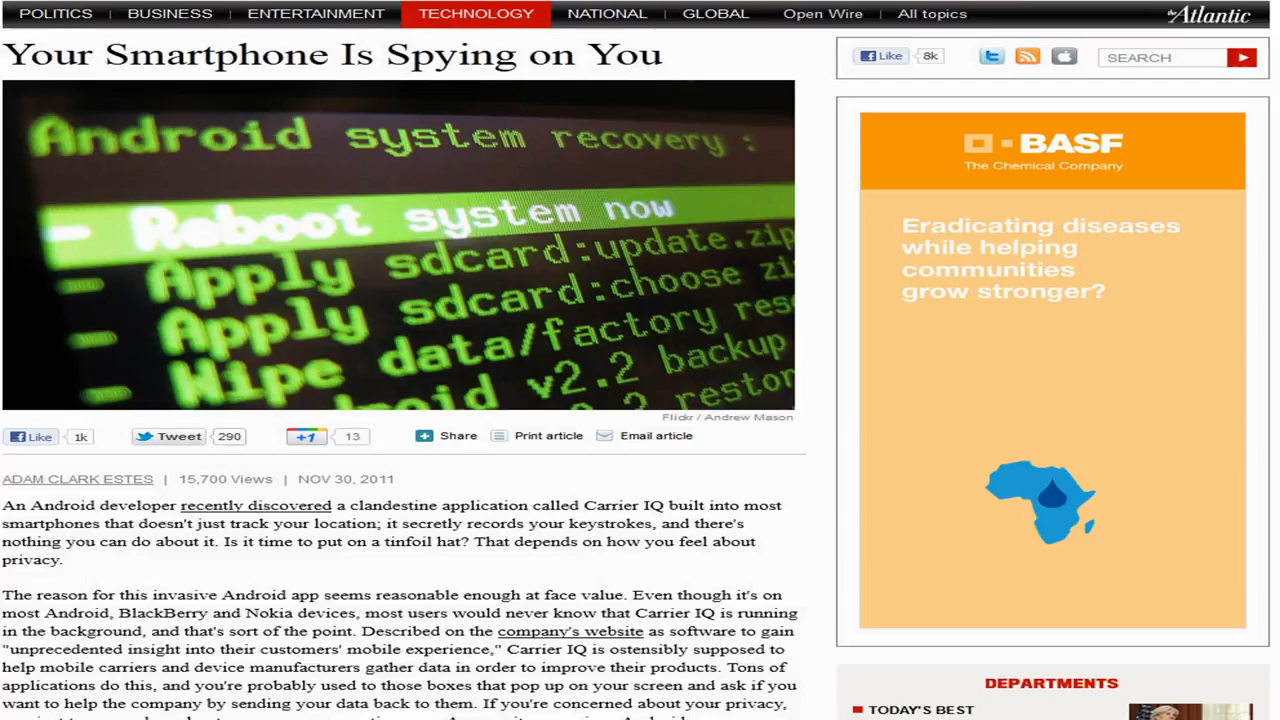 POLITICS | BUSINESS | ENTERTAINMENT TECHNOLOGY NATIONAL | GLOBAL Open Wire | All topics the Atlantic
Your Smartphone Is Spying on You
Like 8k SEARCH
Android system recovery :
- Reboot system now
- Apply sdcard:update.zip
- Apply sdcard:choose zi
- Wipe data/factory res
v2.2 backup
2.2 restor
Flickr / Andrew Mason
Like 1k Tweet 290 +1 13 Share Print article Email article
ADAM CLARK ESTES | 15,700 Views | NOV 30, 2011
An Android developer recently discovered a clandestine application called Carrier IQ built into most
smartphones that doesn't just track your location; it secretly records your keystrokes, and there's
nothing you can do about it. Is it time to put on a tinfoil hat? That depends on how you feel about
privacy.
The reason for this invasive Android app seems reasonable enough at face value. Even though it's on
most Android, BlackBerry and Nokia devices, most users would never know that Carrier IQ is running
in the background, and that's sort of the point. Described on the company's website as software to gain
"unprecedented insight into their customers' mobile experience," Carrier IQ is ostensibly supposed to
help mobile carriers and device manufacturers gather data in order to improve their products. Tons of
applications do this, and you're probably used to those boxes that pop up on your screen and ask if you
want to help the company by sending your data back to them. If you're concerned about your privacy,
BASF
The Chemical Company
Eradicating diseases
while helping
communities
grow stronger?
DEPARTMENTS
TODAY'S BEST